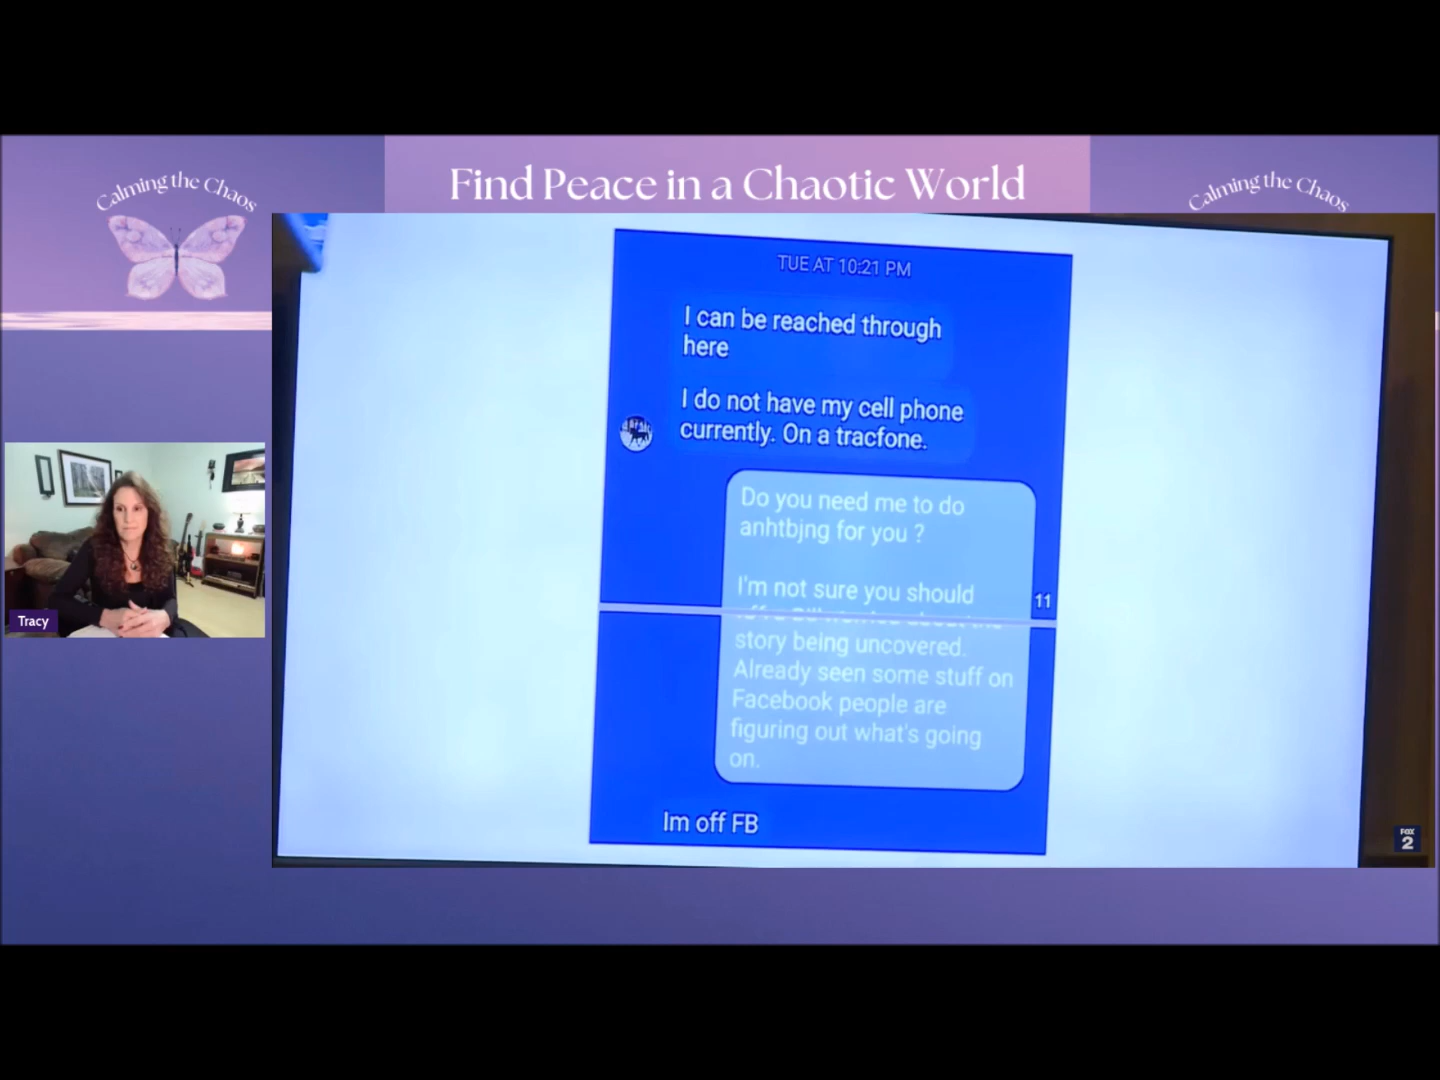 Calming the Chaos
Find Peace in a Chaotic World
Calming the Chaos
TUE AT 10:21 PM
I can be reached through
here
I do not have my cell phone
currently. On a tracfone.
Do you need me to do
anhtbjng for you ?
I'm not sure you should
11
story being uncovered.
Already seen some stuff on
Facebook people are
figuring out what's going
on.
Im off FB
Tracy
FOX
2